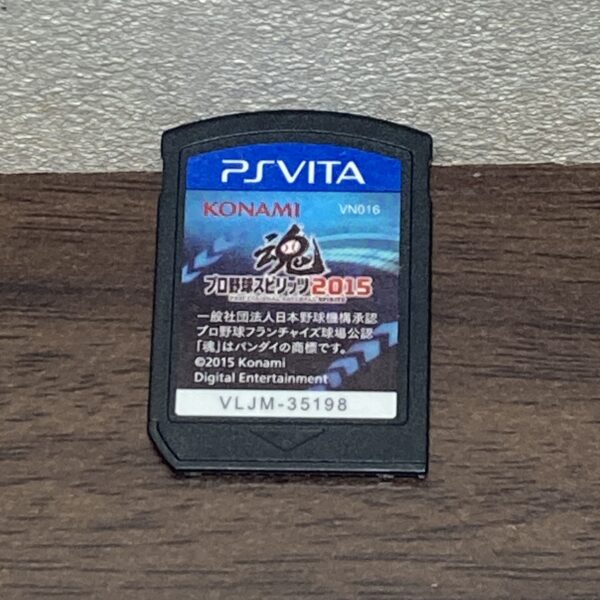 PSVITA
KONAMI VN016
魂
プロ野球スピリッツ2015
PROFESSIONAL BASEBALL SPIRITS
一般社団法人日本野球機構承認
プロ野球フランチャイズ球場公認
「魂」はバンダイの商標です。
©2015 Konami
Digital Entertainment
VLJM-35198